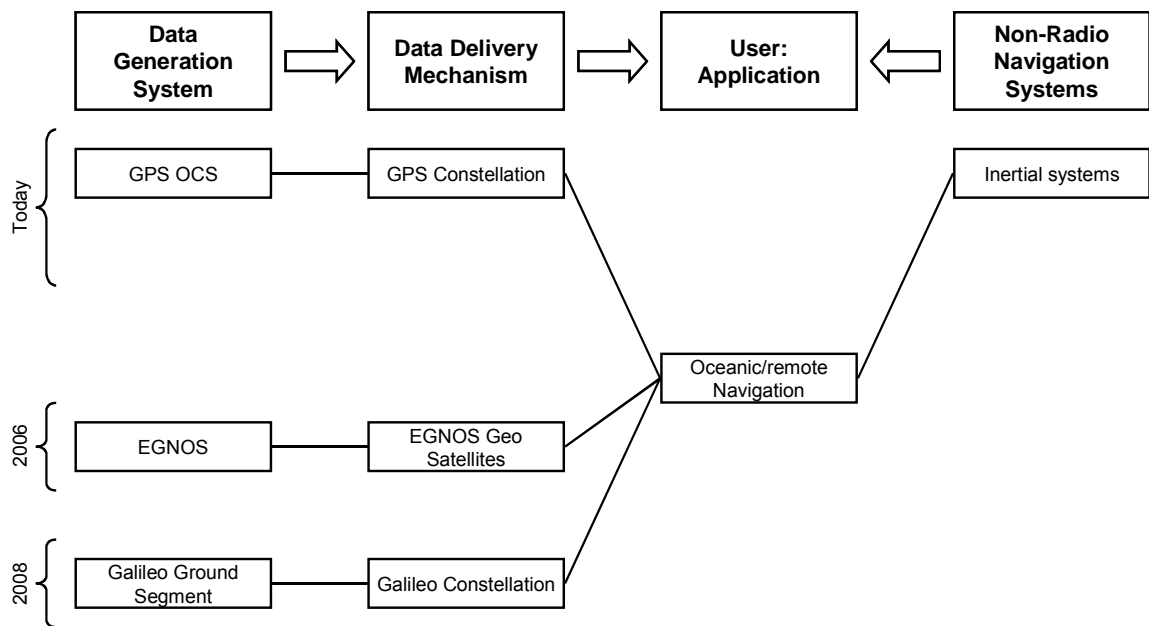 Data
Generation
System
Data Delivery
Mechanism
User:
Application
Non-Radio
Navigation
Systems
Today
GPS OCS
GPS Constellation
Inertial systems
Oceanic/remote
Navigation
2006
EGNOS
EGNOS Geo
Satellites
2008
Galileo Ground
Segment
Galileo Constellation